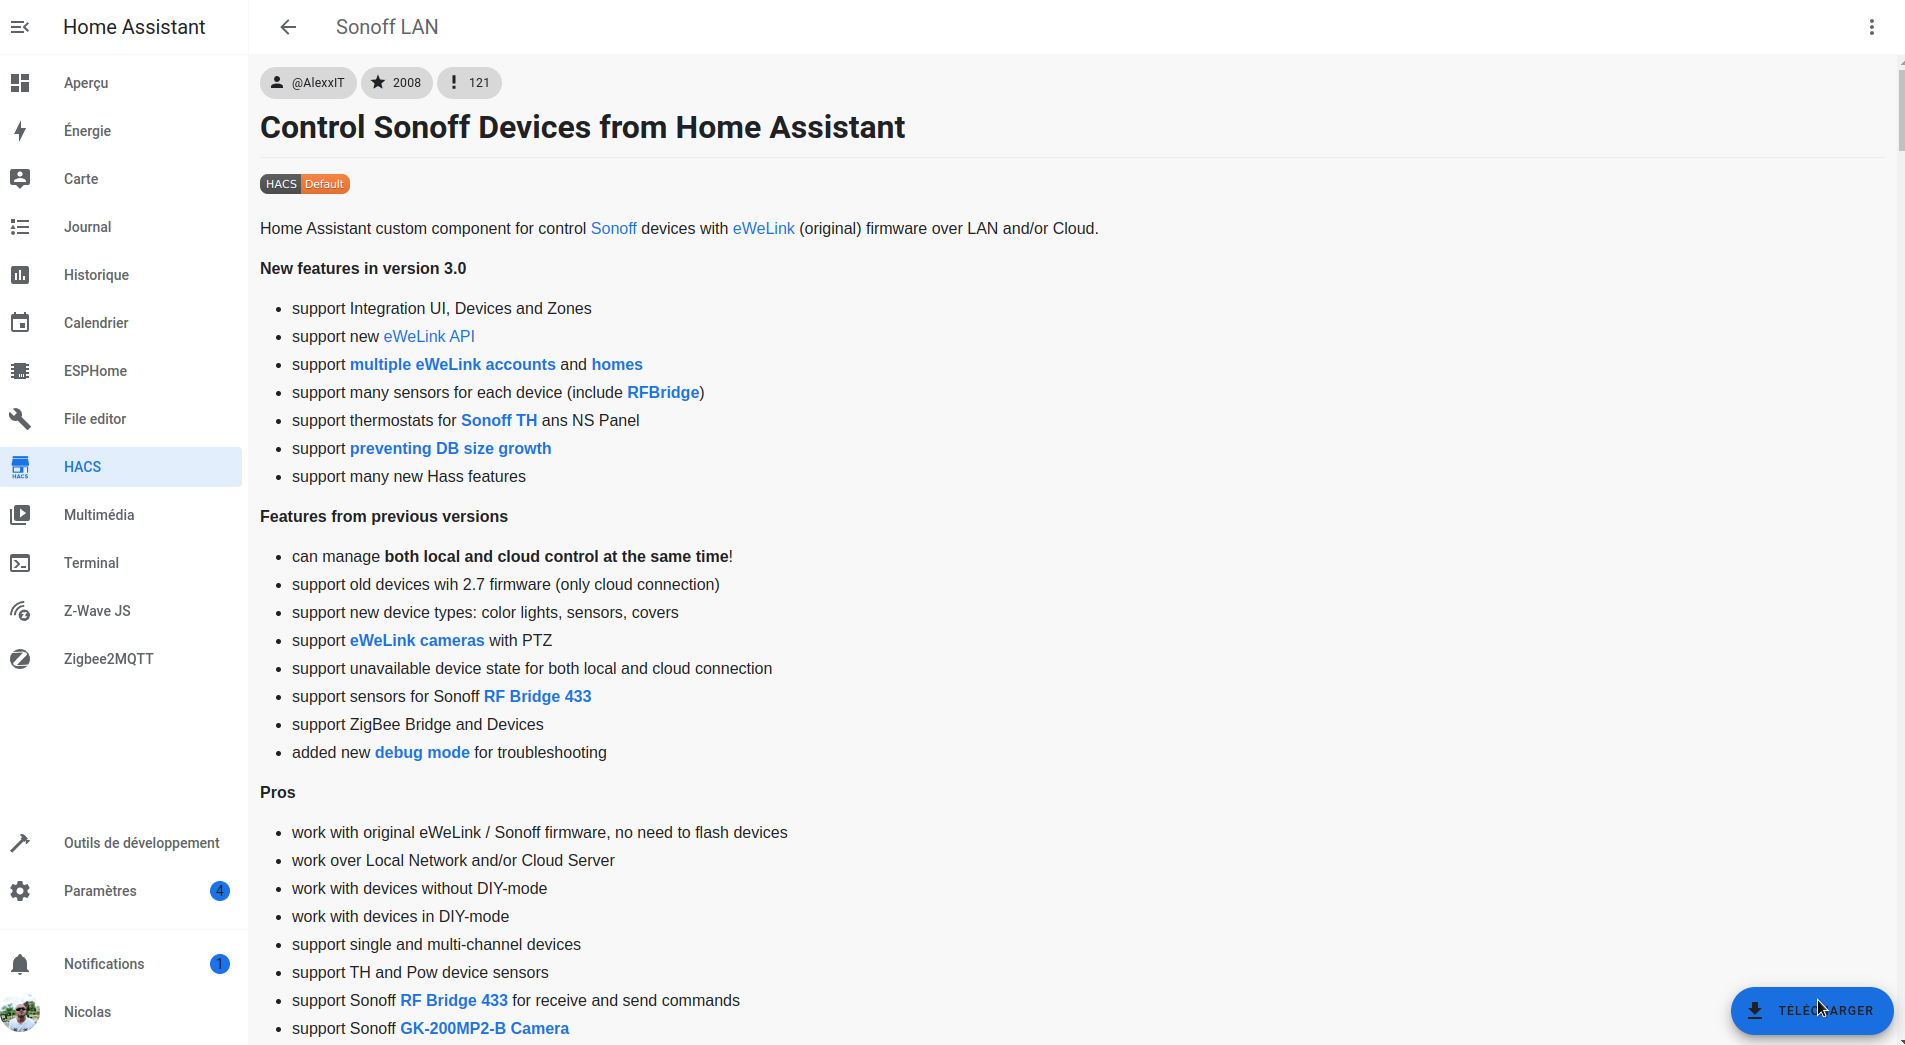 Home Assistant
Sonoff LAN
Aperçu
Énergie
Carte
Journal
Historique
Calendrier
ESPHome
File editor
HACS
HACS
Multimédia
Terminal
Z-Wave JS
Zigbee2MQTT
Outils de développement
Paramètres 4
Notifications 1
Nicolas
@AlexxIT 2008 121
Control Sonoff Devices from Home Assistant
HACS Default
Home Assistant custom component for control Sonoff devices with eWeLink (original) firmware over LAN and/or Cloud.
New features in version 3.0
support Integration UI, Devices and Zones
support new eWeLink API
support multiple eWeLink accounts and homes
support many sensors for each device (include RFBridge)
support thermostats for Sonoff TH ans NS Panel
support preventing DB size growth
support many new Hass features
Features from previous versions
can manage both local and cloud control at the same time!
support old devices wih 2.7 firmware (only cloud connection)
support new device types: color lights, sensors, covers
support eWeLink cameras with PTZ
support unavailable device state for both local and cloud connection
support sensors for Sonoff RF Bridge 433
support ZigBee Bridge and Devices
added new debug mode for troubleshooting
Pros
work with original eWeLink / Sonoff firmware, no need to flash devices
work over Local Network and/or Cloud Server
work with devices without DIY-mode
work with devices in DIY-mode
support single and multi-channel devices
support TH and Pow device sensors
support Sonoff RF Bridge 433 for receive and send commands
support Sonoff GK-200MP2-B Camera
TÉLÉCHARGER